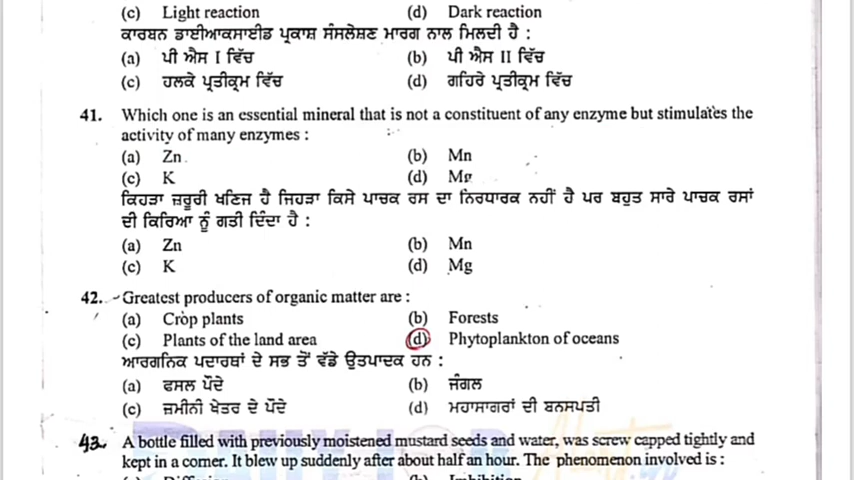 (c) Light reaction (d) Dark reaction
ਕਾਰਬਨ ਡਾਈਆਕਸਾਈਡ ਪ੍ਰਕਾਸ਼ ਸੰਸਲੇਸ਼ਣ ਮਾਰਗ ਨਾਲ ਮਿਲਦੀ ਹੈ :
(a) ਪੀ ਐਸ I ਵਿੱਚ (b) ਪੀ ਐਸ II ਵਿੱਚ
(c) ਹਲਕੇ ਪ੍ਰਤੀਕ੍ਰਮ ਵਿੱਚ (d) ਗਹਿਰੇ ਪ੍ਰਤੀਕ੍ਰਮ ਵਿੱਚ
41. Which one is an essential mineral that is not a constituent of any enzyme but stimulates the
activity of many enzymes :
(a) Zn (b) Mn
(c) K (d) Mg
ਕਿਹੜਾ ਜ਼ਰੂਰੀ ਖਣਿਜ ਹੈ ਜਿਹੜਾ ਕਿਸੇ ਪਾਚਕ ਰਸ ਦਾ ਨਿਰਧਾਰਕ ਨਹੀਂ ਹੈ ਪਰ ਬਹੁਤ ਸਾਰੇ ਪਾਚਕ ਰਸਾਂ
ਦੀ ਕਿਰਿਆ ਨੂੰ ਗਤੀ ਦਿੰਦਾ ਹੈ :
(a) Zn (b) Mn
(c) K (d) Mg
42. Greatest producers of organic matter are :
(a) Crop plants (b) Forests
(c) Plants of the land area (d) Phytoplankton of oceans
ਆਰਗਨਿਕ ਪਦਾਰਥਾਂ ਦੇ ਸਭ ਤੋਂ ਵੱਡੇ ਉਤਪਾਦਕ ਹਨ :
(a) ਫਸਲ ਪੌਦੇ (b) ਜੰਗਲ
(c) ਜ਼ਮੀਨੀ ਖੇਤਰ ਦੇ ਪੌਦੇ (d) ਮਹਾਸਾਗਰਾਂ ਦੀ ਬਨਸਪਤੀ
43. A bottle filled with previously moistened mustard seeds and water, was screw capped tightly and
kept in a corner. It blew up suddenly after about half an hour. The phenomenon involved is :
(b) Imbibition